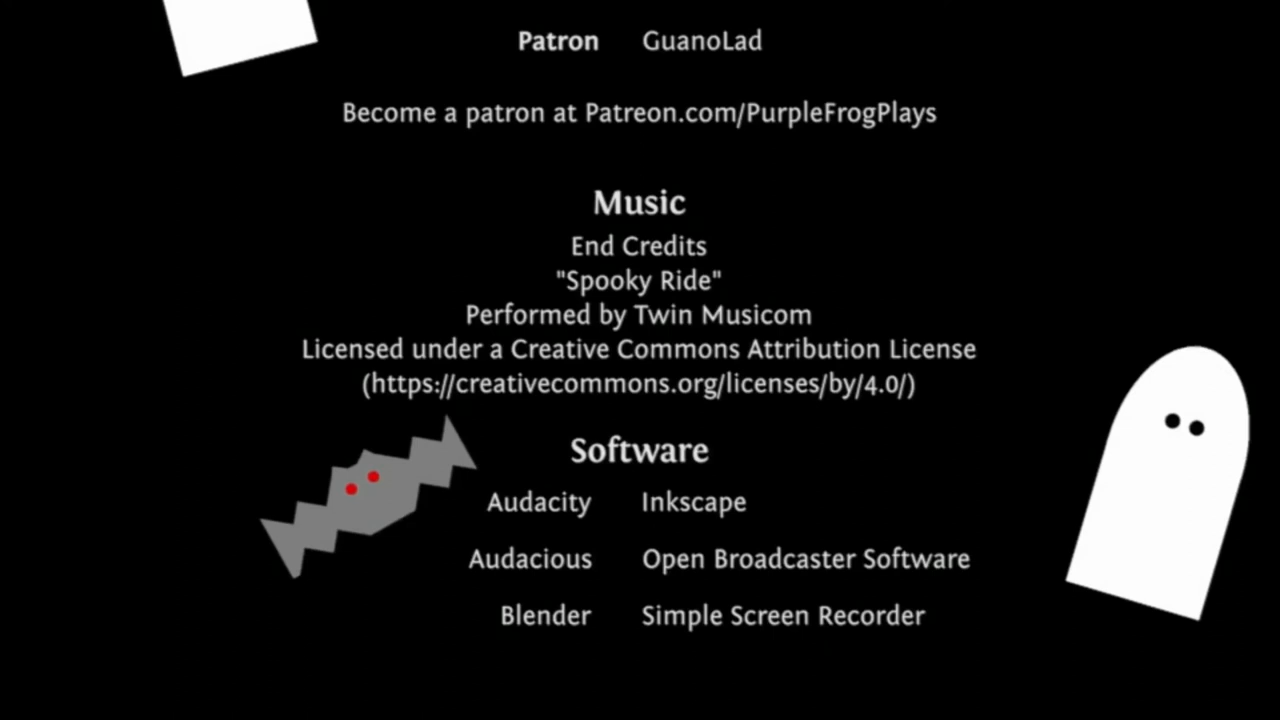 Patron GuanoLad
Become a patron at Patreon.com/PurpleFrogPlays
Music
End Credits
"Spooky Ride"
Performed by Twin Musicom
Licensed under a Creative Commons Attribution License
(https://creativecommons.org/licenses/by/4.0/)
Software
Audacity Inkscape
Audacious Open Broadcaster Software
Blender Simple Screen Recorder